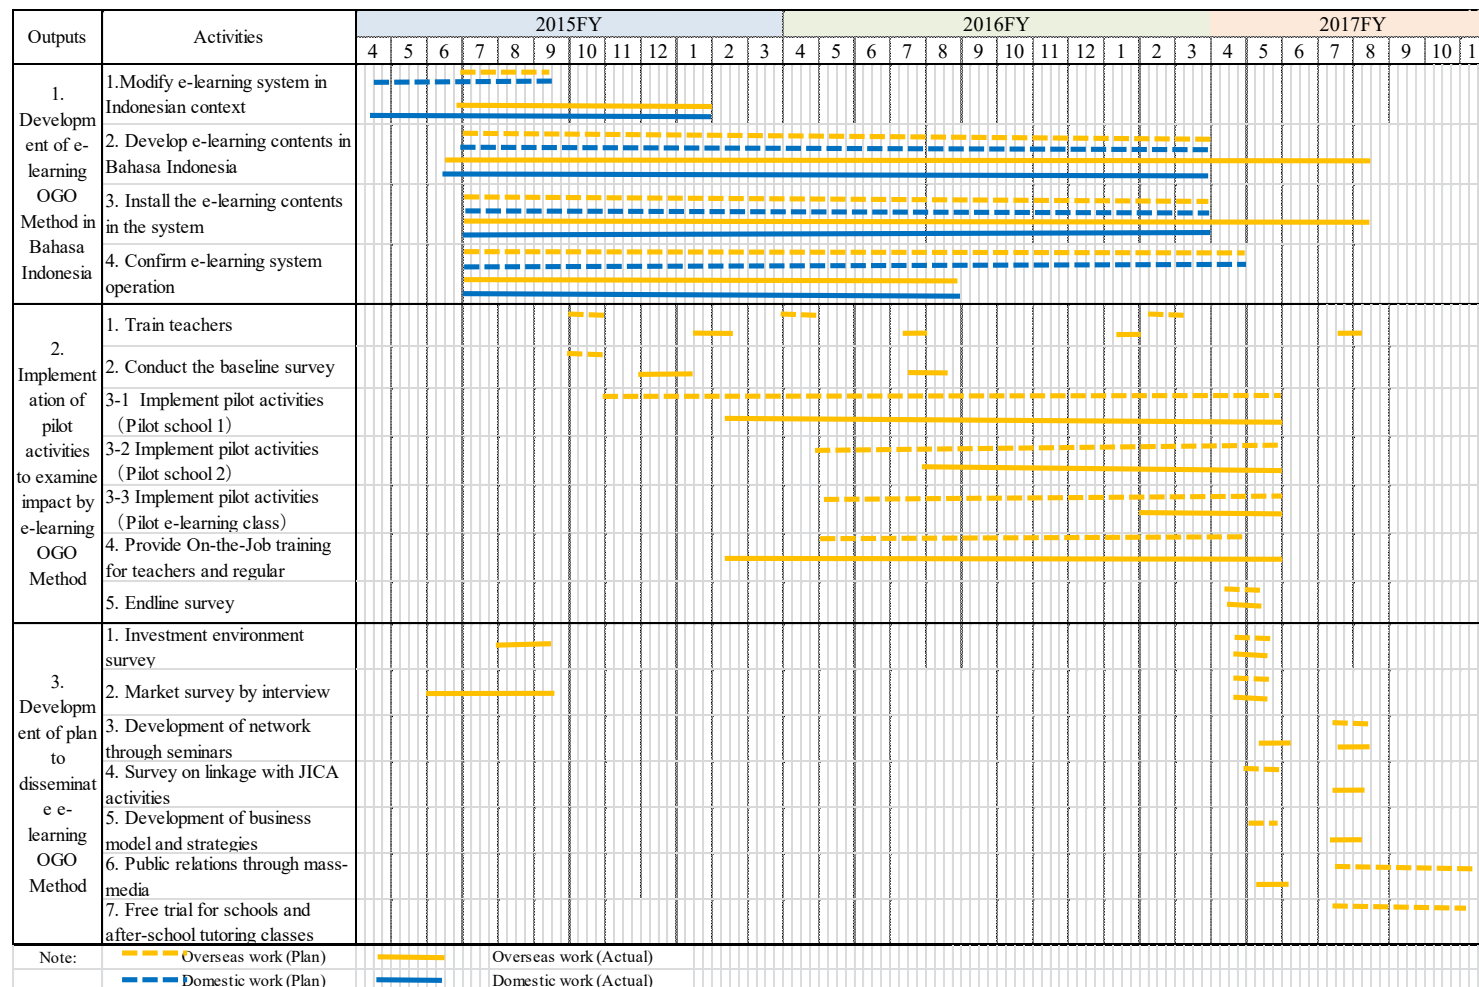 Outputs
Activities
2015FY
2016FY
2017FY
4 5 6 7 8 9 10 11 12 1 2 3 4 5 6 7 8 9 10 11 12 1 2 3 4 5 6 7 8 9 10 1
1.
Developm
ent of e-
learning
OGO
Method in
Bahasa
Indonesia
1.Modify e-learning system in
Indonesian context
2. Develop e-learning contents in
Bahasa Indonesia
3. Install the e-learning contents
in the system
4. Confirm e-learning system
operation
2.
Implement
ation of
pilot
activities
to examine
impact by
e-learning
OGO
Method
1. Train teachers
2. Conduct the baseline survey
3-1 Implement pilot activities
（Pilot school 1）
3-2 Implement pilot activities
（Pilot school 2）
3-3 Implement pilot activities
（Pilot e-learning class）
4. Provide On-the-Job training
for teachers and regular
5. Endline survey
3.
Developm
ent of plan
to
disseminat
e e-
learning
OGO
Method
1. Investment environment
survey
2. Market survey by interview
3. Development of network
through seminars
4. Survey on linkage with JICA
activities
5. Development of business
model and strategies
6. Public relations through mass-
media
7. Free trial for schools and
after-school tutoring classes
Note:
Overseas work (Plan)
Overseas work (Actual)
Domestic work (Plan)
Domestic work (Actual)